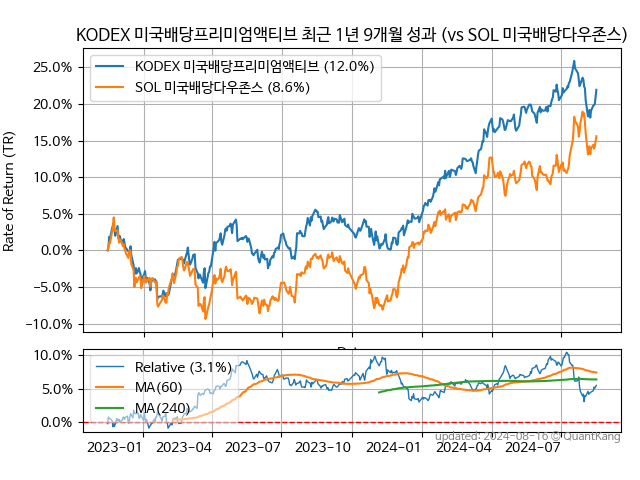 KODEX 미국배당프리미엄액티브 최근 1년 9개월 성과 (vs SOL 미국배당다우존스)
KODEX 미국배당프리미엄액티브 (12.0%)
SOL 미국배당다우존스 (8.6%)
Rate of Return (TR)
25.0%
20.0%
15.0%
10.0%
5.0%
0.0%
−5.0%
−10.0%
10.0%
5.0%
0.0%
Relative (3.1%)
MA(60)
MA(240)
2023-01
2023-04
2023-07
2023-10
2024-01
2024-04
2024-07
updated: 2024-08-16 © QuantKang